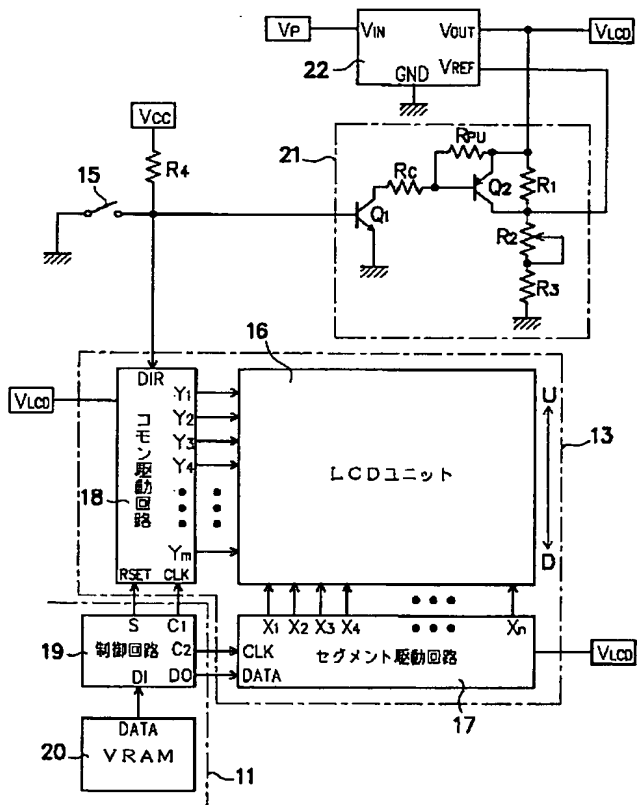 VP
VIN
VOUT
VLCD
VREF
22
GND
VCC
R4
15
21
RPU
RC
Q2
R1
Q1
R2
R3
16
DIR
Y1
U
VLCD
Y2
Y3
13
Y4
コモン駆動回路
LCDユニット
18
Ym
D
RSET
CLK
X1
X2
X3
X4
Xn
S
C1
19
制御回路
C2
CLK
セグメント駆動回路
VLCD
DI
DO
DATA
17
DATA
20
VRAM
11